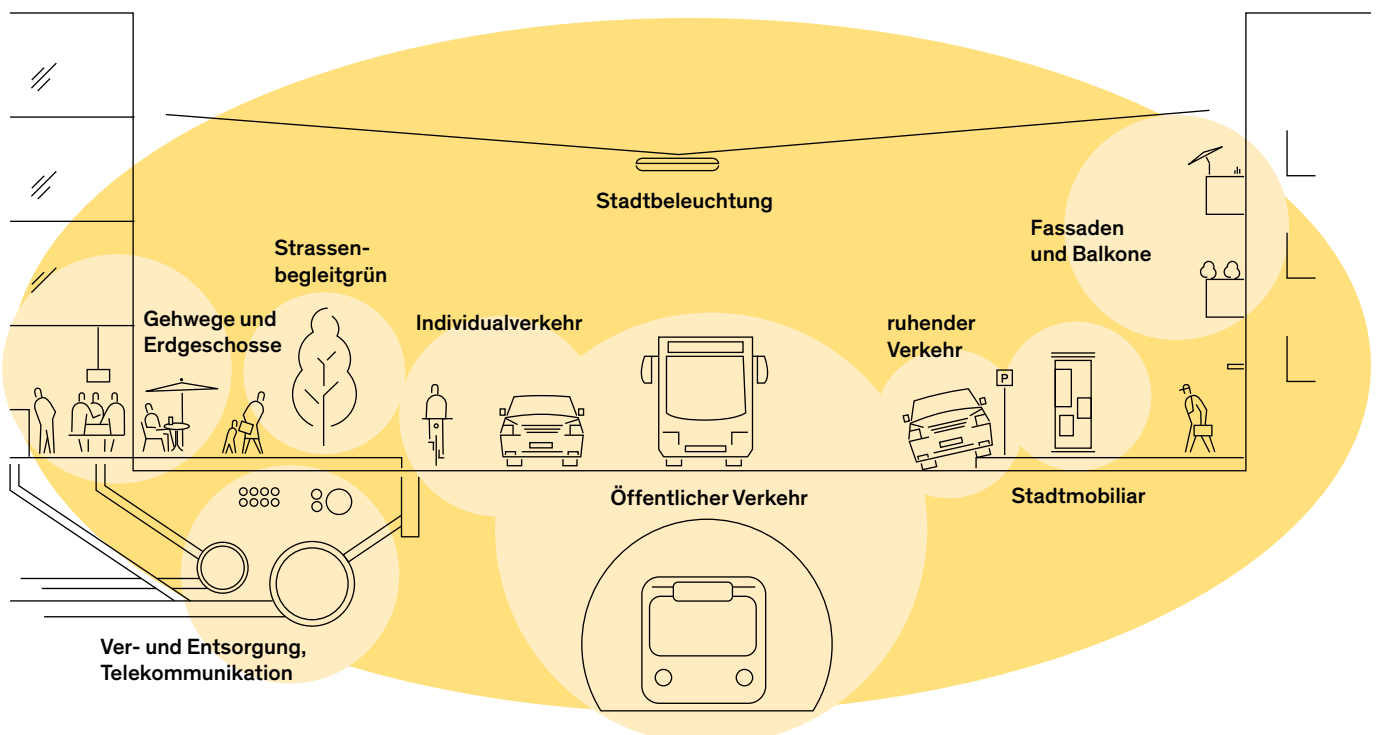 Stadtbeleuchtung
Fassaden
und Balkone
Strassen-
begleitgrün
Gehwege und
Erdgeschosse
Individualverkehr
ruhender
Verkehr
P
Öffentlicher Verkehr
Stadtmobiliar
Ver- und Entsorgung,
Telekommunikation